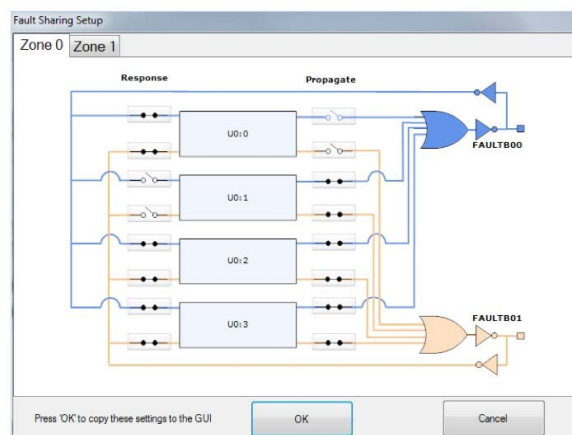 Fault Sharing Setup
Zone 0 Zone 1
Response Propagate
U0:0
FAULTB00
U0:1
U0:2
U0:3
FAULTB01
Press 'OK' to copy these settings to the GUI OK Cancel